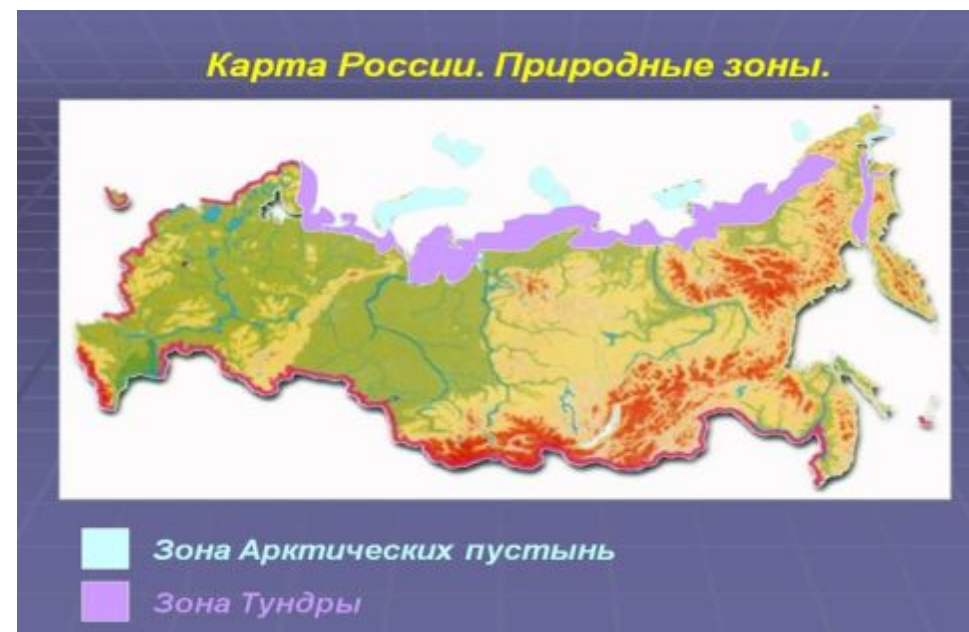 Карта России. Природные зоны.
Зона Арктических пустынь
Зона Тундры